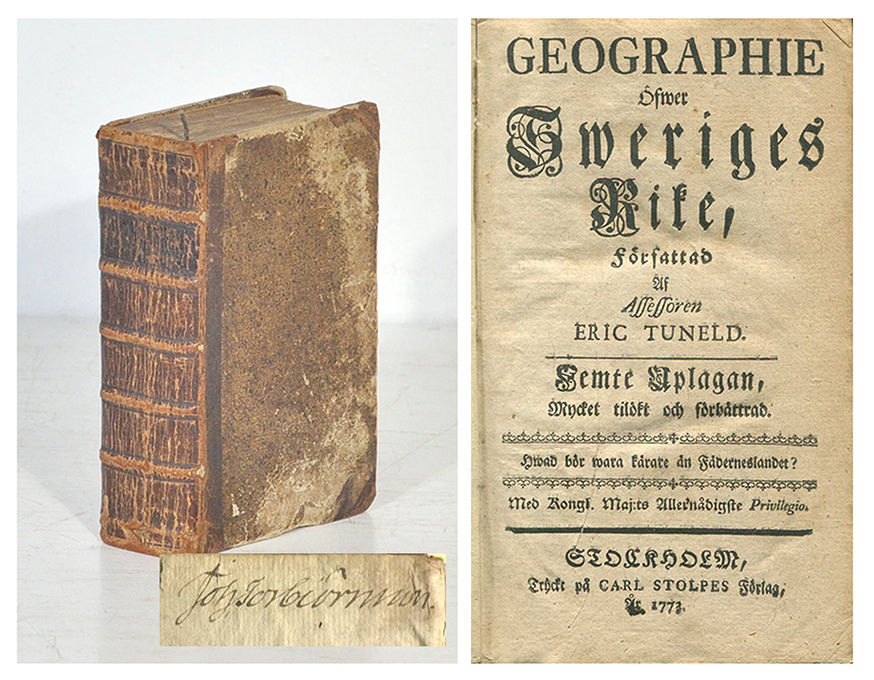 GEOGRAPHIE
Öfwer
Sweriges
Rike,
Författad
Af
Assessoren
ERIC TUNELD.
Femte Uplagan,
Mycket tilökt och förbättrad.
Hwad bör wara kärare än Fäderneslandet?
Med Kongl. Maj:ts Allernådigste Privilegio.
STOCKHOLM,
Tryckt på CARL STOLPES Förlag,
År 1773.